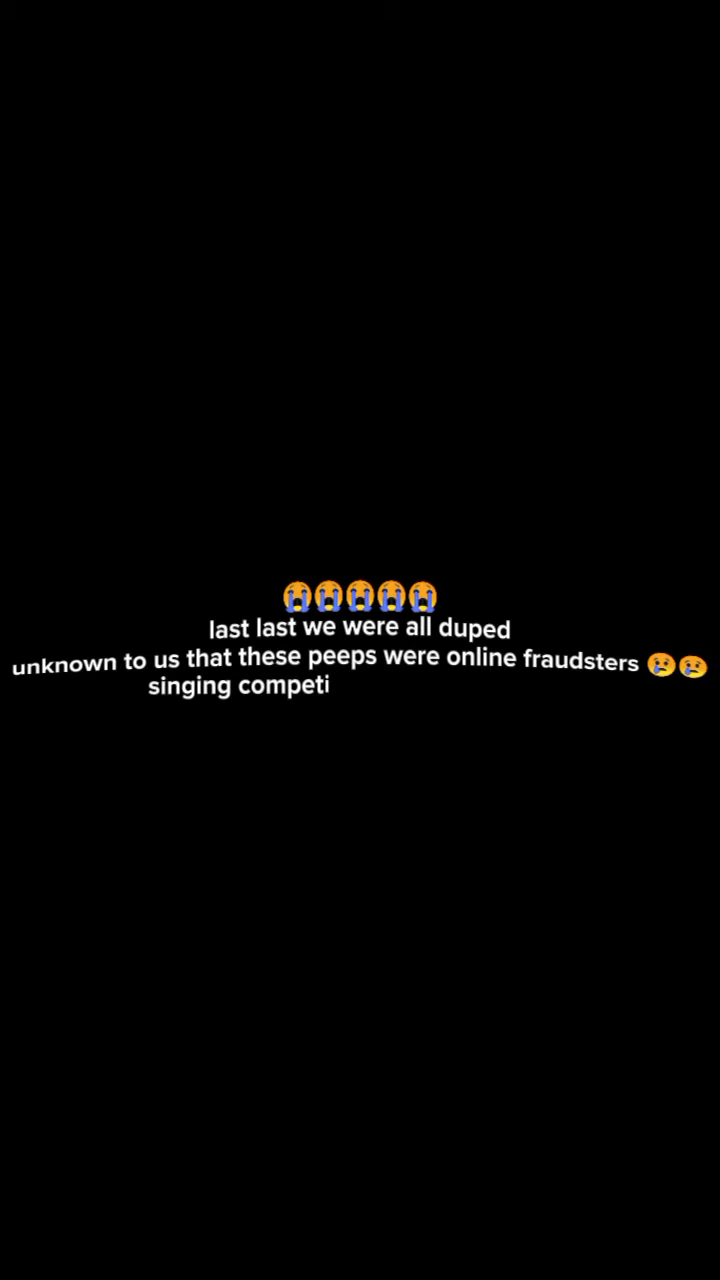 😭😭😭😭😭
last last we were all duped
unknown to us that these peeps were online fraudsters 😢😢
singing competi